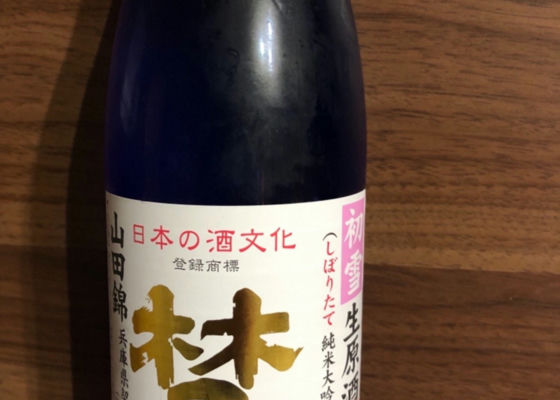 日本の酒文化
登録商標
初雪
生原酒
(しぼりたて
純米大吟
山田錦
兵庫県